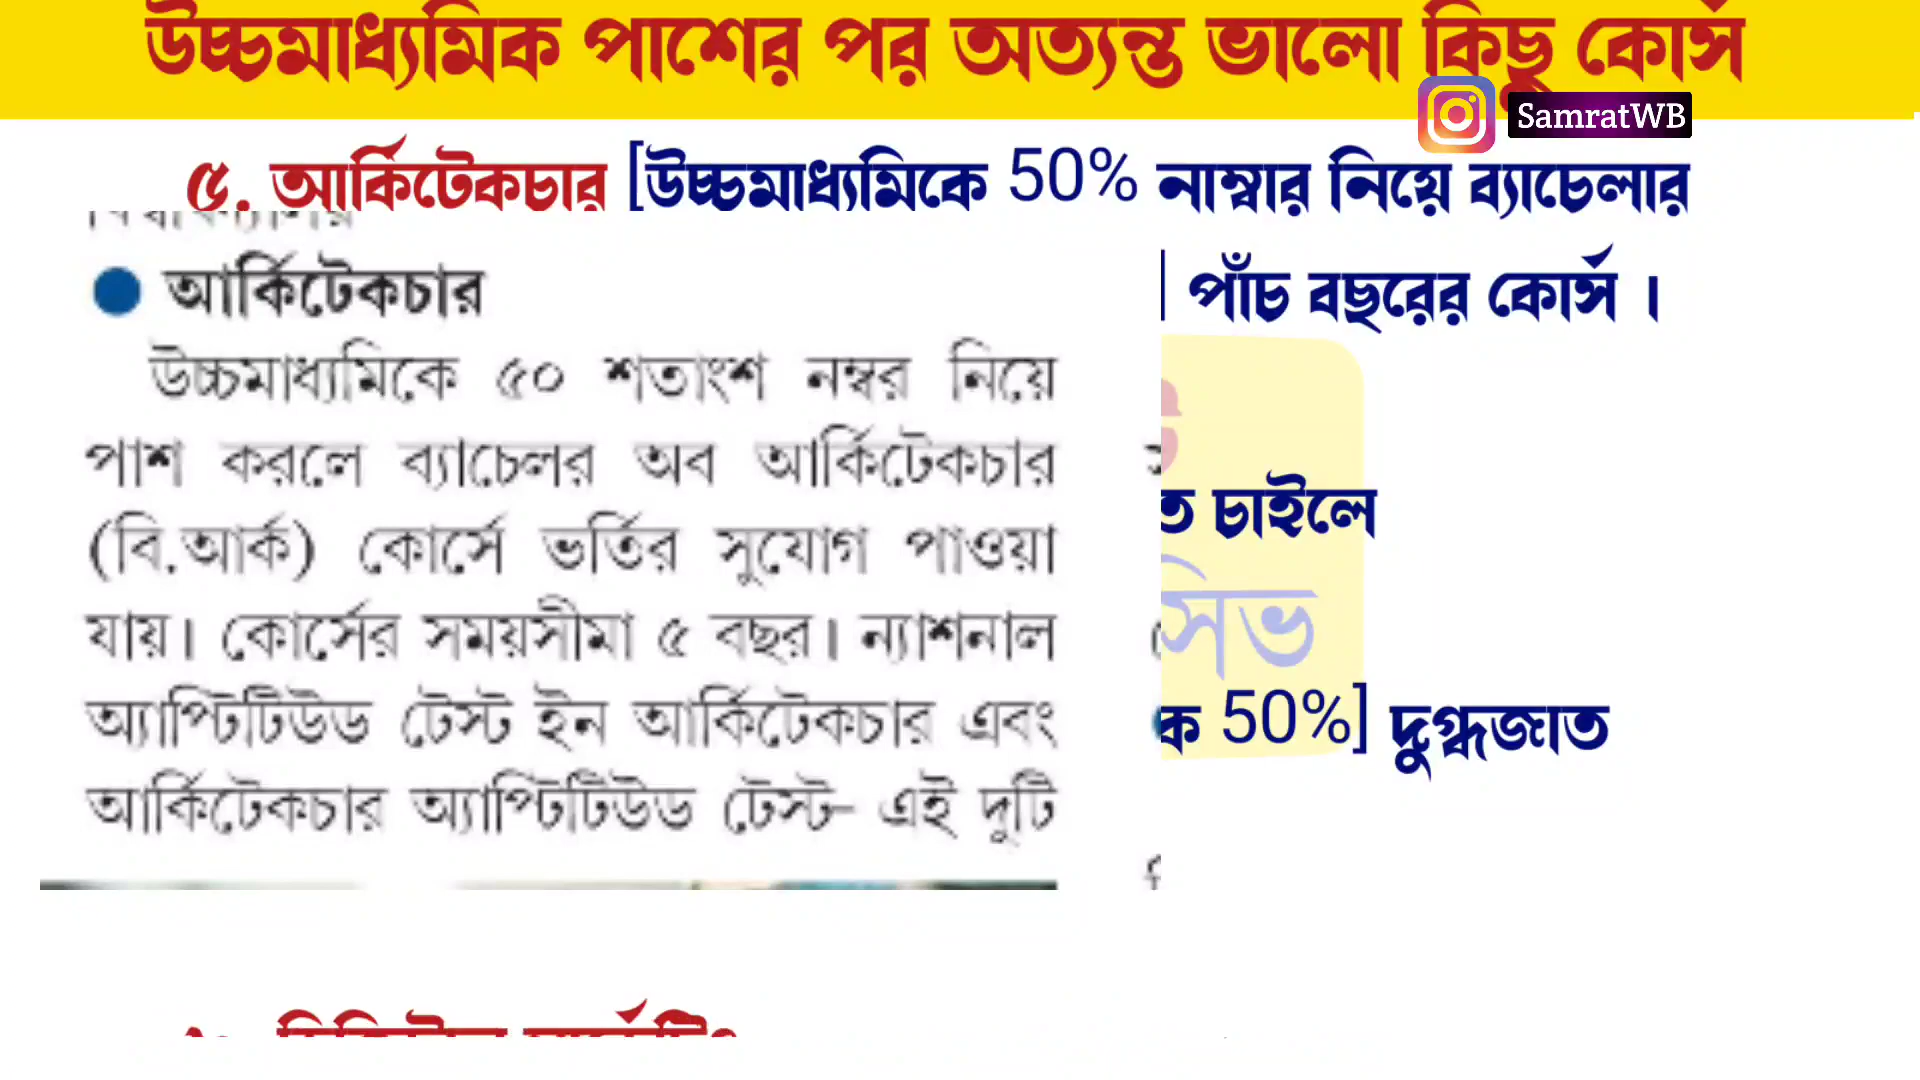 উচ্চমাধ্যমিক পাশের পর অত্যন্ত ভালো কিছু কোর্স
SamratWB
৫. আর্কিটেকচার [উচ্চমাধ্যমিকে 50% নাম্বার নিয়ে ব্যাচেলার
] পাঁচ বছরের কোর্স ।
আর্কিটেকচার
উচ্চমাধ্যমিকে ৫০ শতাংশ নম্বর নিয়ে
পাশ করলে ব্যাচেলর অব আর্কিটেকচার
(বি.আর্ক) কোর্সে ভর্তির সুযোগ পাওয়া
যায়। কোর্সের সময়সীমা ৫ বছর। ন্যাশনাল
অ্যাপ্টিটিউড টেস্ট ইন আর্কিটেকচার এবং
আর্কিটেকচার অ্যাপ্টিটিউড টেস্ট- এই দুটি
ত চাইলে
সিভ
ক 50%] দুগ্ধজাত